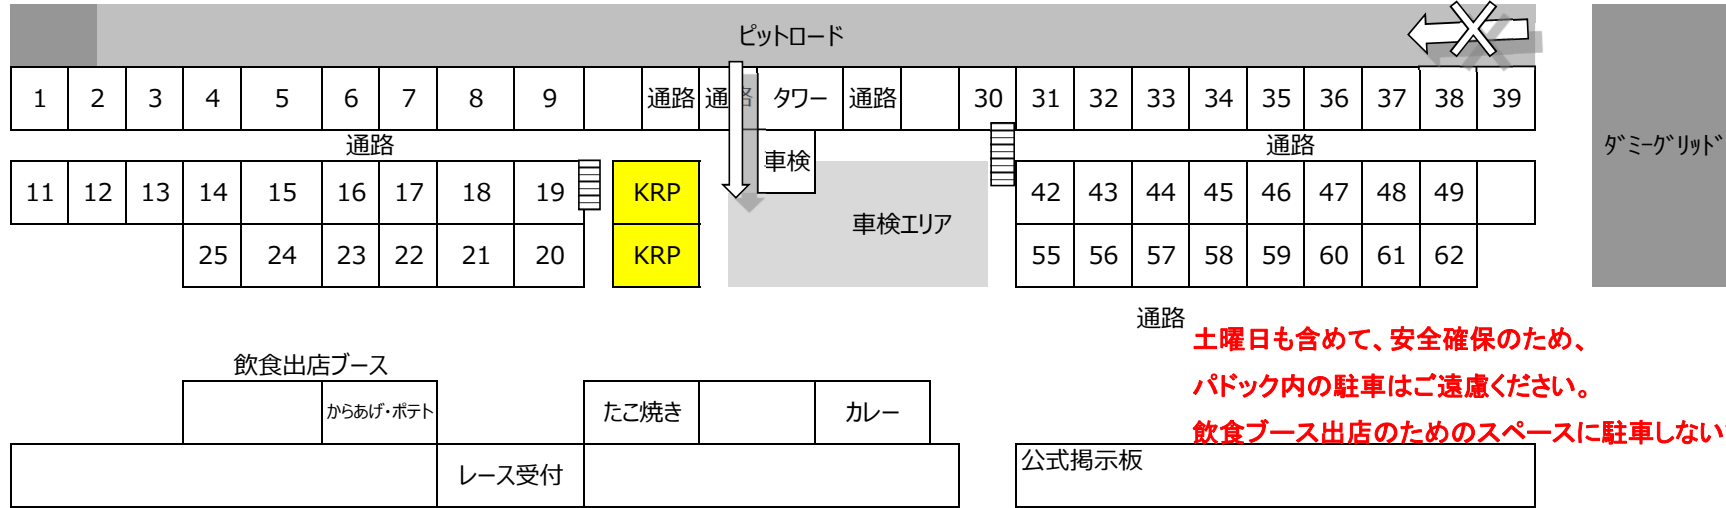 ピットロード
1 2 3 4 5 6 7 8 9 通路 通路 タワー 通路 30 31 32 33 34 35 36 37 38 39
通路 車検 通路 ダミーグリッド
11 12 13 14 15 16 17 18 19 KRP 42 43 44 45 46 47 48 49
車検エリア
25 24 23 22 21 20 KRP 55 56 57 58 59 60 61 62
通路
土曜日も含めて、安全確保のため、
飲食出店ブース
パドック内の駐車はご遠慮ください。
からあげ・ポテト たこ焼き カレー
飲食ブース出店のためのスペースに駐車しない
レース受付 公式掲示板